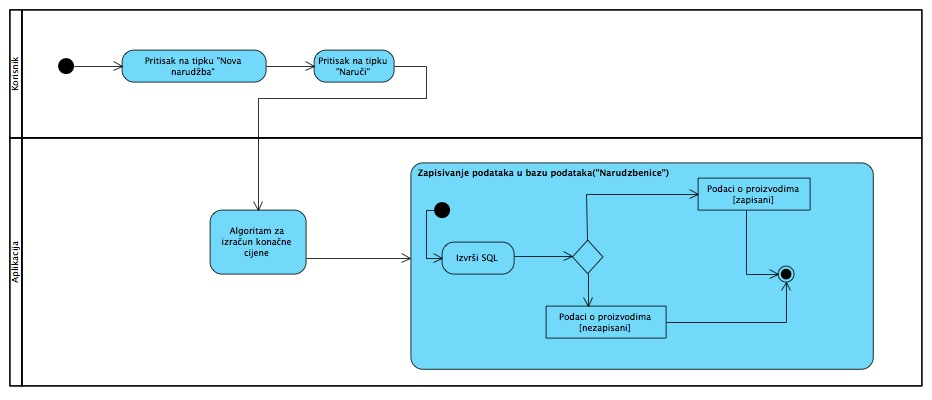 Korisnik
Pritisak na tipku "Nova
narudžba"
Pritisak na tipku
"Naruči"
Aplikacija
Algoritam za
izračun konačne
cijene
Zapisivanje podataka u bazu podataka("Narudzbenice")
Izvrši SQL
Podaci o proizvodima
[zapisani]
Podaci o proizvodima
[nezapisani]